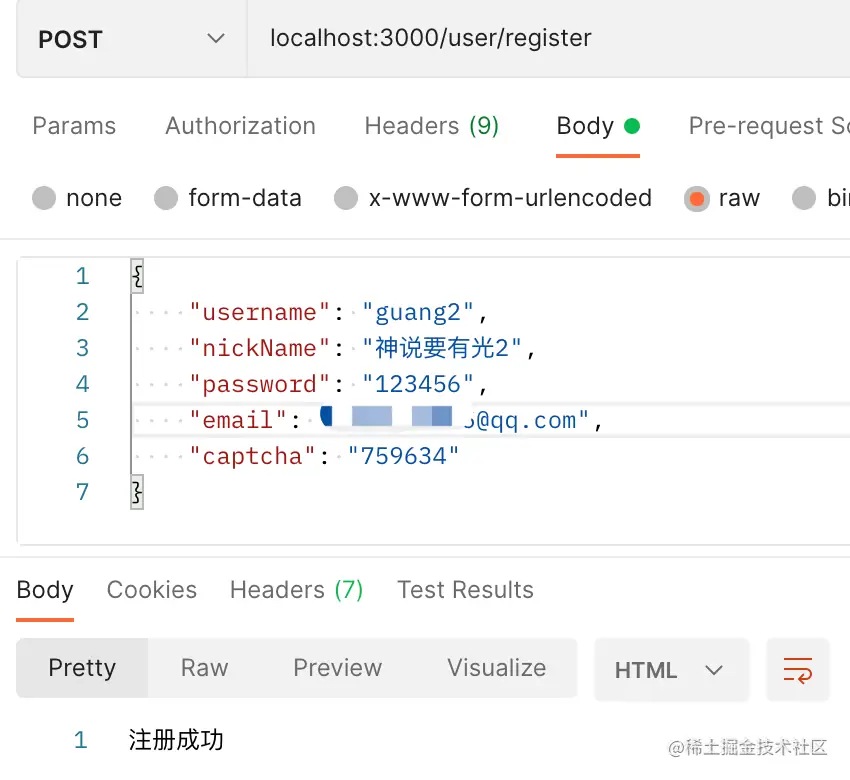 POST localhost:3000/user/register
Params Authorization Headers (9) Body Pre-request Sc
none form-data x-www-form-urlencoded raw bi
1 {
2 "username": "guang2",
3 "nickName": "神说要有光2",
4 "password": "123456",
5 "email": @qq.com",
6 "captcha": "759634"
7 }
Body Cookies Headers (7) Test Results
Pretty Raw Preview Visualize HTML
1 注册成功
@稀土掘金技术社区